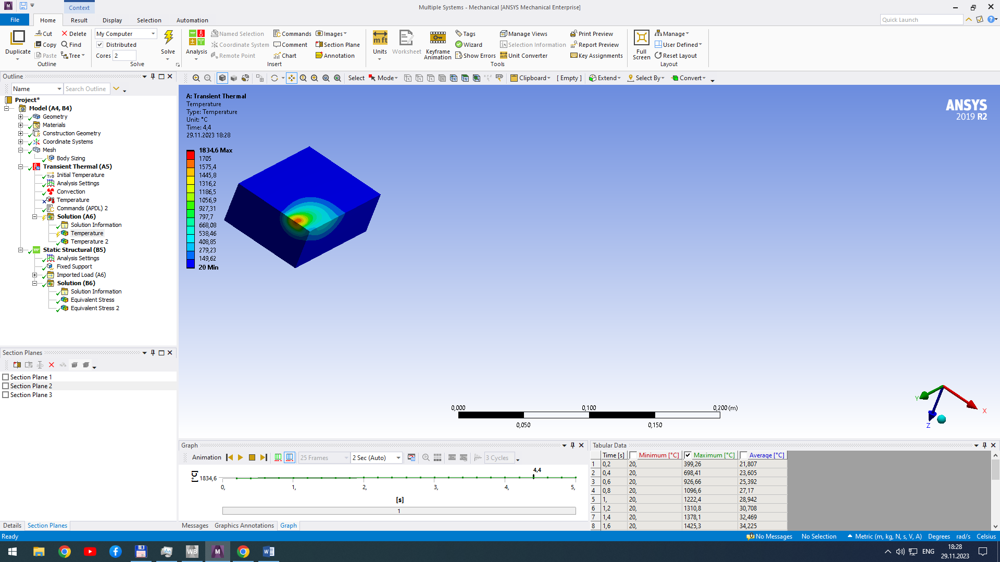 Context
Multiple Systems - Mechanical [ANSYS Mechanical Enterprise]
File Home Result Display Selection Automation
Quick Launch
Duplicate
Cut
Copy
Paste
Delete
Find
Tree
Outline
My Computer
Distributed
Cores 2
Solve
Solve
Analysis
Named Selection
Coordinate System
Remote Point
Commands
Comment
Chart
Images
Section Plane
Annotation
Insert
Units
Worksheet
Keyframe
Animation
Tags
Wizard
Show Errors
Manage Views
Selection Information
Unit Converter
Print Preview
Report Preview
Key Assignments
Tools
Full
Screen
Manage
User Defined
Reset Layout
Layout
Outline
Name
Search Outline
Select Mode Clipboard [ Empty ] Extend Select By Convert
Project*
Model (A4, B4)
Geometry
Materials
Construction Geometry
Coordinate Systems
Mesh
Body Sizing
Transient Thermal (A5)
Initial Temperature
Analysis Settings
Convection
Temperature
Commands (APDL) 2
Solution (A6)
Solution Information
Temperature
Temperature 2
Static Structural (B5)
Analysis Settings
Fixed Support
Imported Load (A6)
Solution (B6)
Solution Information
Equivalent Stress
Equivalent Stress 2
A: Transient Thermal
Temperature
Type: Temperature
Unit: °C
Time: 4,4
29.11.2023 18:28
1834,6 Max
1705
1575,4
1445,8
1316,2
1186,5
1056,9
927,31
797,7
668,08
538,46
408,85
279,23
149,62
20 Min
ANSYS
2019 R2
0,000 0,100 0,200 (m)
0,050 0,150
Y
X
Z
Section Planes
Section Plane 1
Section Plane 2
Section Plane 3
Details Section Planes
Graph
Animation 25 Frames 2 Sec (Auto) 3 Cycles
[°C]
1834,6
4,4
0, 1, 2, 3, 4, 5,
[s]
1
Messages Graphics Annotations Graph
Tabular Data
Time [s] Minimum [°C] Maximum [°C] Average [°C]
1 0,2 20, 399,26 21,807
2 0,4 20, 698,41 23,605
3 0,6 20, 926,66 25,392
4 0,8 20, 1096,6 27,17
5 1, 20, 1222,4 28,942
6 1,2 20, 1310,8 30,708
7 1,4 20, 1378,1 32,469
8 1,6 20, 1425,3 34,225
Ready
No Messages No Selection Metric (m, kg, N, s, V, A) Degrees rad/s Celsius
WB
M
ENG
18:28
29.11.2023